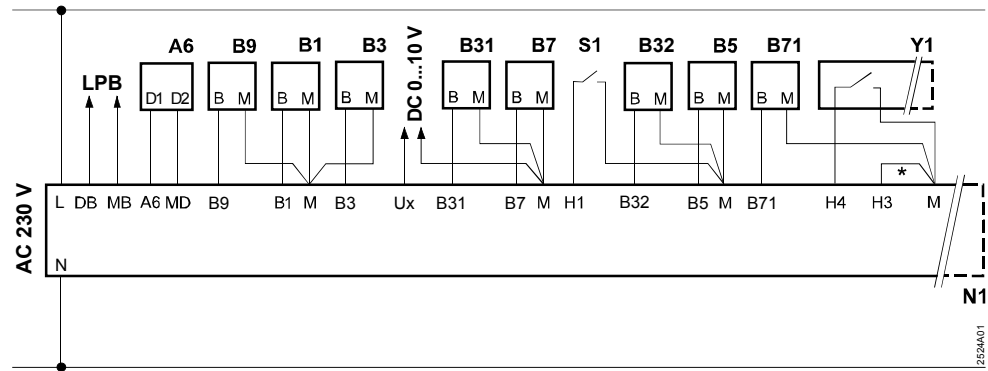 A6 B9 B1 B3 B31 B7 S1 B32 B5 B71 Y1
LPB
DC 0...10 V
D1 D2 B M B M B M B M B M B M B M B M
L DB MB A6 MD B9 B1 M B3 Ux B31 B7 M H1 B32 B5 M B71 H4 H3 M
*
AC 230 V
N
N1
2524A01